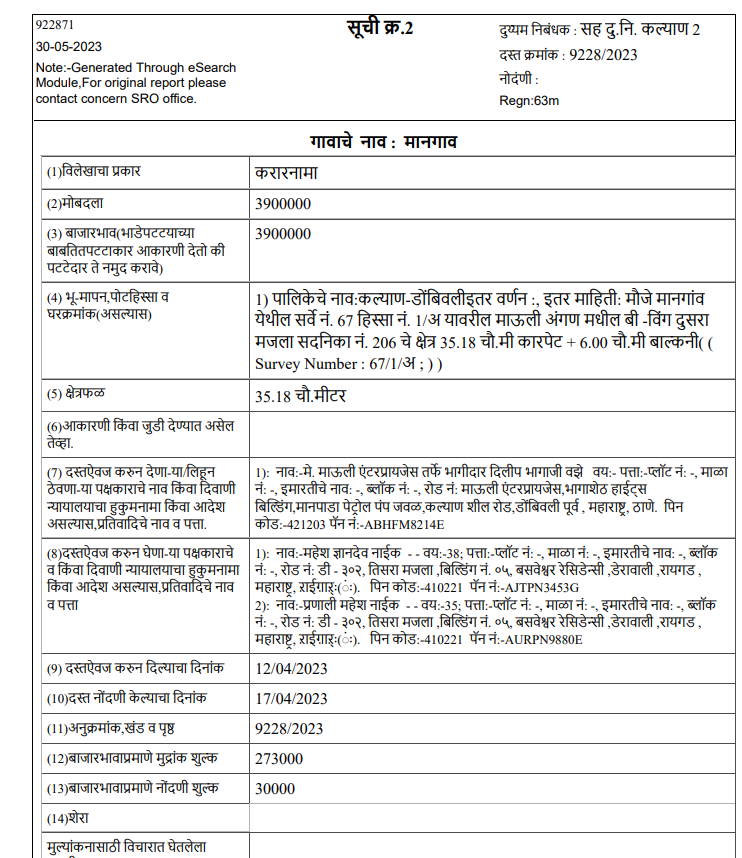 922871
30-05-2023
Note:-Generated Through eSearch
Module,For original report please
contact concern SRO office.
सूची क्र.2
दुय्यम निबंधक : सह दु.नि. कल्याण 2
दस्त क्रमांक : 9228/2023
नोदंणी :
Regn:63m
गावाचे नाव : मानगाव
(1)विलेखाचा प्रकार
करारनामा
(2)मोबदला
3900000
(3) बाजारभाव(भाडेपटटयाच्या
बाबतितपटटाकार आकारणी देतो की
पटटेदार ते नमुद करावे)
3900000
(4) भू-मापन,पोटहिस्सा व
घरक्रमांक(असल्यास)
1) पालिकेचे नाव:कल्याण-डोंबिवलीइतर वर्णन :, इतर माहिती: मौजे मानगांव
येथील सर्वे नं. 67 हिस्सा नं. 1/अ यावरील माऊली अंगण मधील बी -विंग दुसरा
मजला सदनिका नं. 206 चे क्षेत्र 35.18 चौ.मी कारपेट + 6.00 चौ.मी बाल्कनी( (
Survey Number : 67/1/अ ; ) )
(5) क्षेत्रफळ
35.18 चौ.मीटर
(6)आकारणी किंवा जुडी देण्यात असेल
तेव्हा.
(7) दस्तऐवज करुन देणा-या/लिहून
ठेवणा-या पक्षकाराचे नाव किंवा दिवाणी
न्यायालयाचा हुकुमनामा किंवा आदेश
असल्यास,प्रतिवादिचे नाव व पत्ता.
1): नाव:-मे. माऊली एंटरप्रायजेस तर्फे भागीदार दिलीप भागाजी वझे वय:- पत्ता:-प्लॉट नं: -, माळा
नं: -, इमारतीचे नाव: -, ब्लॉक नं: -, रोड नं: माऊली एंटरप्रायजेस,भागाशेठ हाईट्स
बिल्डिंग,मानपाडा पेट्रोल पंप जवळ,कल्याण शील रोड,डोंबिवली पूर्व , महाराष्ट्र, ठाणे. पिन
कोड:-421203 पॅन नं:-ABHFM8214E
(8)दस्तऐवज करुन घेणा-या पक्षकाराचे
व किंवा दिवाणी न्यायालयाचा हुकुमनामा
किंवा आदेश असल्यास,प्रतिवादिचे नाव
व पत्ता
1): नाव:-महेश ज्ञानदेव नाईक - - वय:-38; पत्ता:-प्लॉट नं: -, माळा नं: -, इमारतीचे नाव: -, ब्लॉक
नं: -, रोड नं: डी - ३०२, तिसरा मजला ,बिल्डिंग नं. ०५, बसवेश्वर रेसिडेन्सी ,डेरावाली ,रायगड ,
महाराष्ट्र, पिन कोड:-410221 पॅन नं:-AJTPN3453G
2): नाव:-प्रणाली महेश नाईक - - वय:-35; पत्ता:-प्लॉट नं: -, माळा नं: -, इमारतीचे नाव: -, ब्लॉक
नं: -, रोड नं: डी - ३०२, तिसरा मजला ,बिल्डिंग नं. ०५, बसवेश्वर रेसिडेन्सी ,डेरावाली ,रायगड ,
महाराष्ट्र, पिन कोड:-410221 पॅन नं:-AURPN9880E
(9) दस्तऐवज करुन दिल्याचा दिनांक
12/04/2023
(10)दस्त नोंदणी केल्याचा दिनांक
17/04/2023
(11)अनुक्रमांक,खंड व पृष्ठ
9228/2023
(12)बाजारभावाप्रमाणे मुद्रांक शुल्क
273000
(13)बाजारभावाप्रमाणे नोंदणी शुल्क
30000
(14)शेरा
मुल्यांकनासाठी विचारात घेतलेला